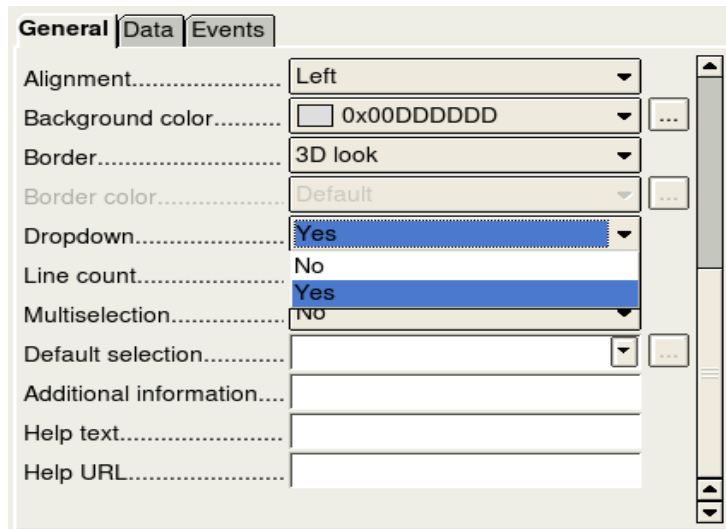 General Data Events
Alignment..................... Left
Background color.......... 0x00DDDDDD ...
Border.......................... 3D look
Border color................... Default ...
Dropdown...................... Yes
No
Line count
Yes
Multiselection................. No
Default selection............ ...
Additional information....
Help text........................
Help URL.......................